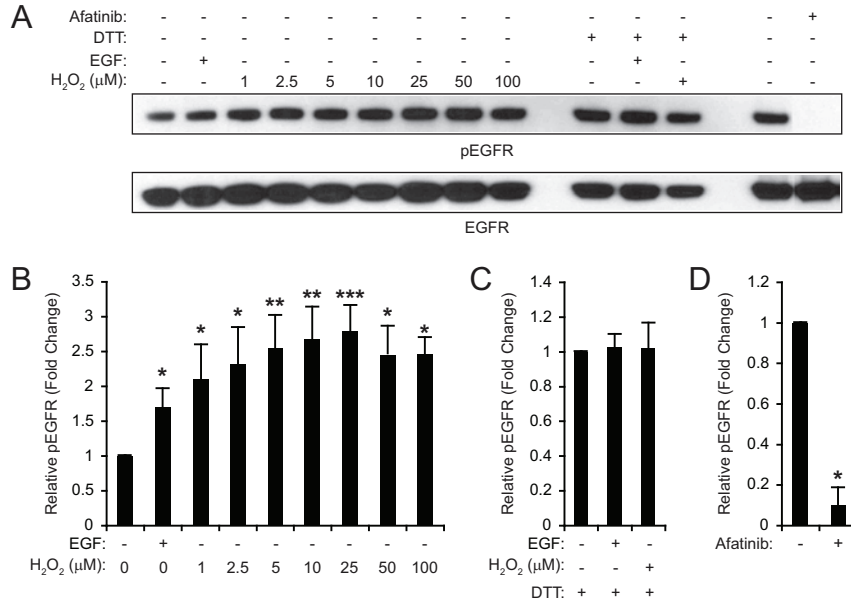 A
Afatinib: - - - - - - - - - - - - - +
DTT: - - - - - - - - - + + + - -
EGF: - + - - - - - - - - + - - -
H₂O₂ (µM): - - 1 2.5 5 10 25 50 100 - - + - -
pEGFR
EGFR
B
Relative pEGFR (Fold Change)
3.5
3
2.5
2
1.5
1
0.5
0
* * * ** ** *** * *
EGF: - + - - - - - - -
H₂O₂ (µM): 0 0 1 2.5 5 10 25 50 100
C
Relative pEGFR (Fold Change)
1.4
1.2
1
0.8
0.6
0.4
0.2
0
EGF: - + -
H₂O₂ (µM): - - +
DTT: + + +
D
Relative pEGFR (Fold Change)
1.2
1
0.8
0.6
0.4
0.2
0
*
Afatinib: - +